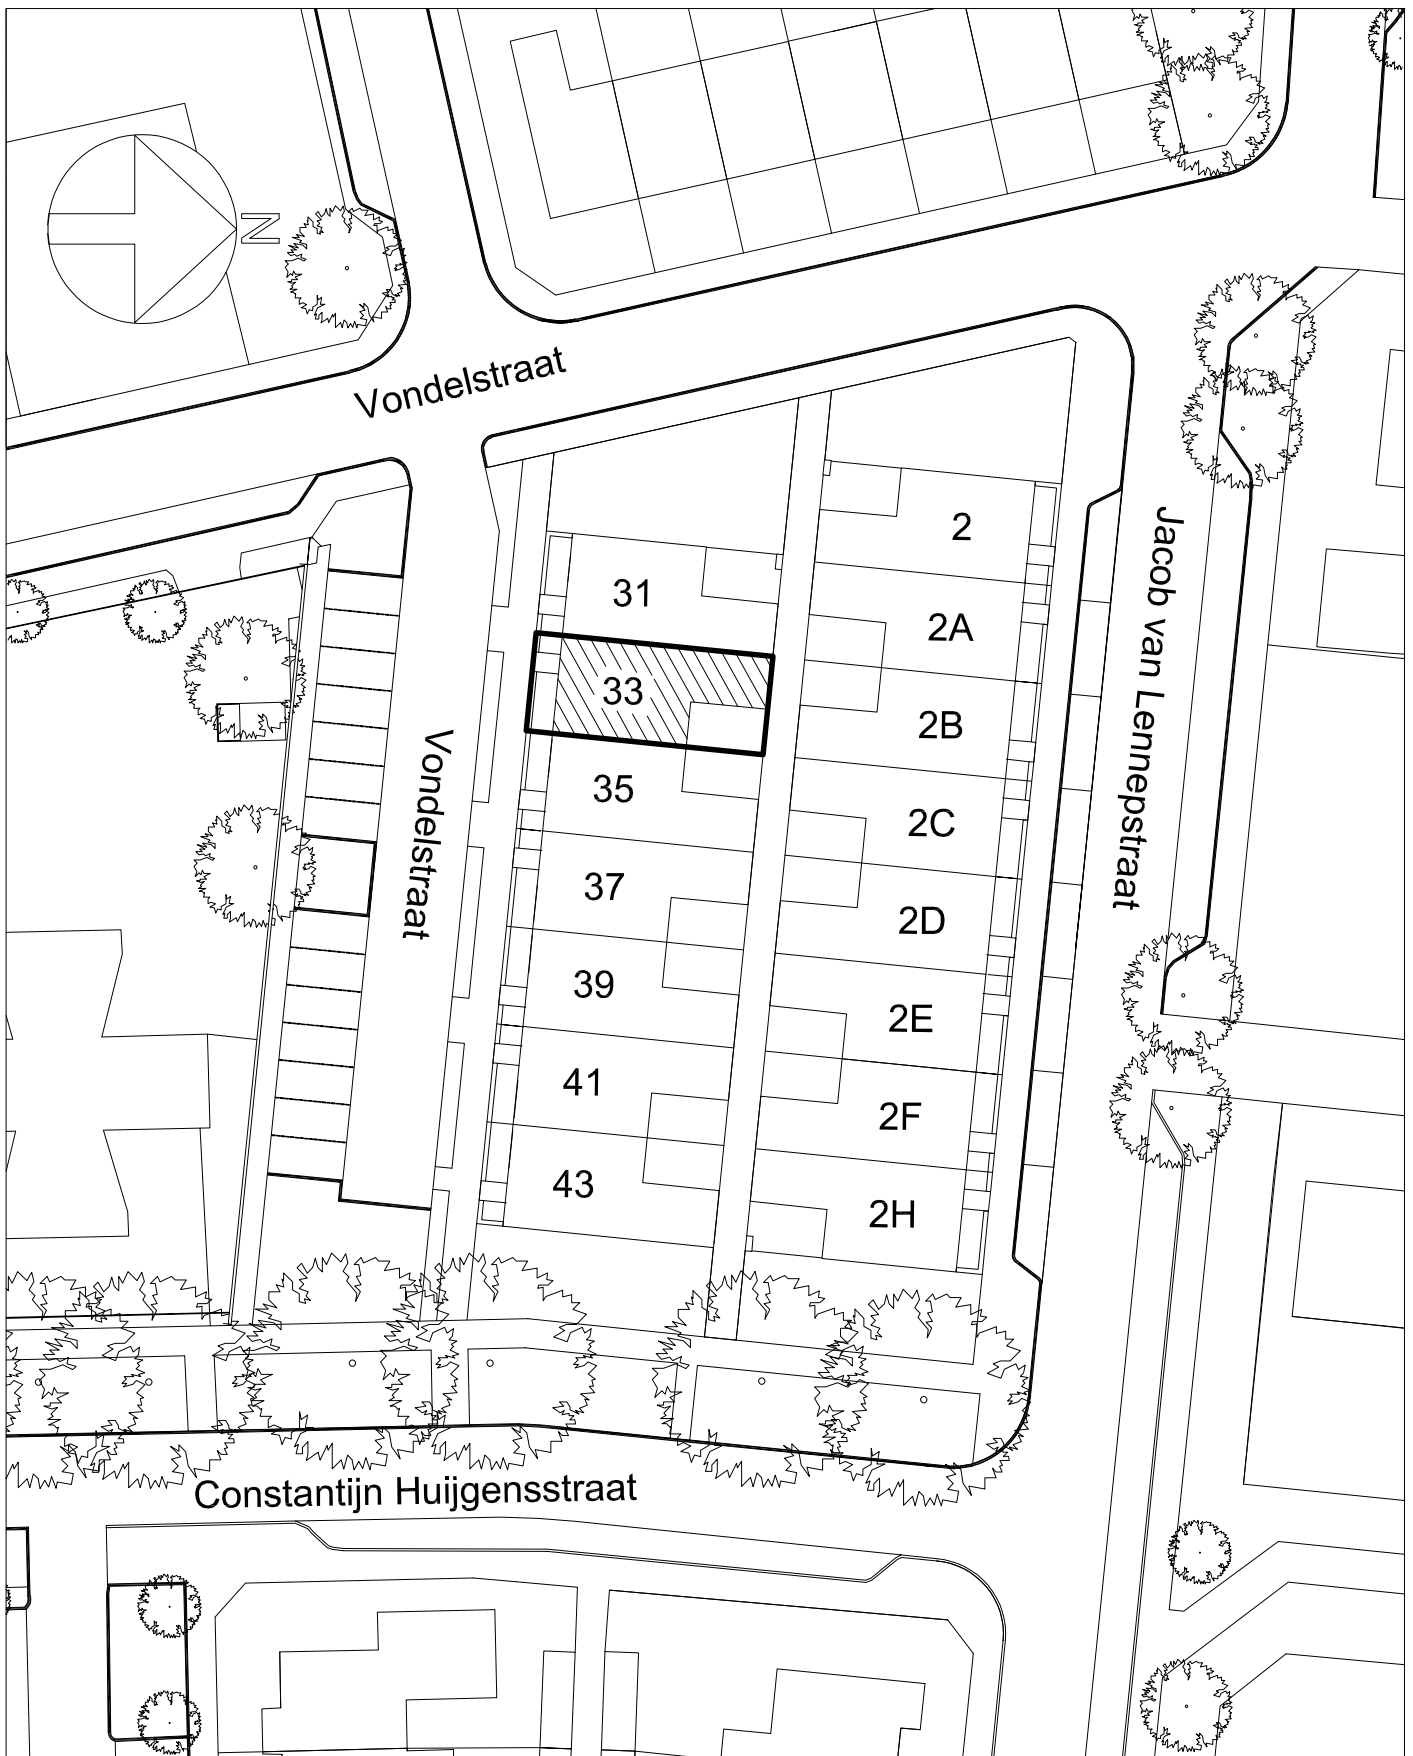 N
Vondelstraat
2
31
2A
33
2B
35
2C
37
2D
39
2E
41
2F
43
2H
Vondelstraat
Jacob van Lennepstraat
Constantijn Huijgensstraat